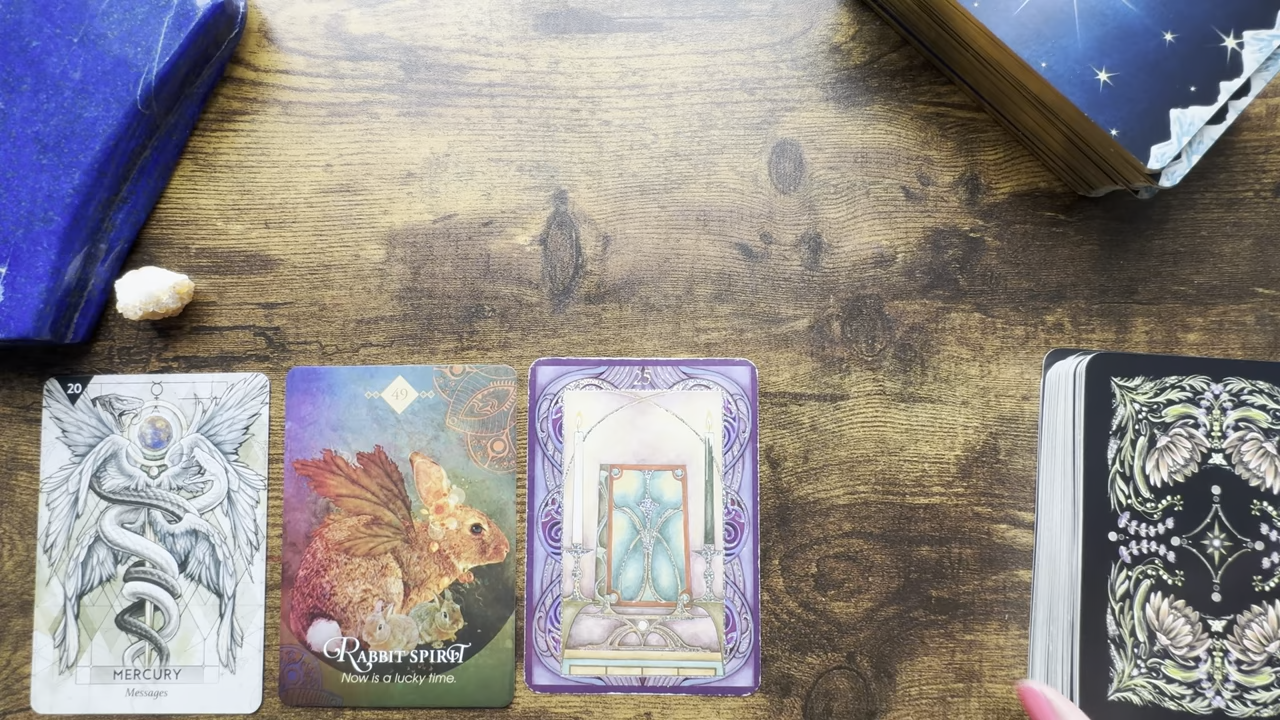 20
MERCURY
Messages
49
RABBIT SPIRIT
Now is a lucky time.
25